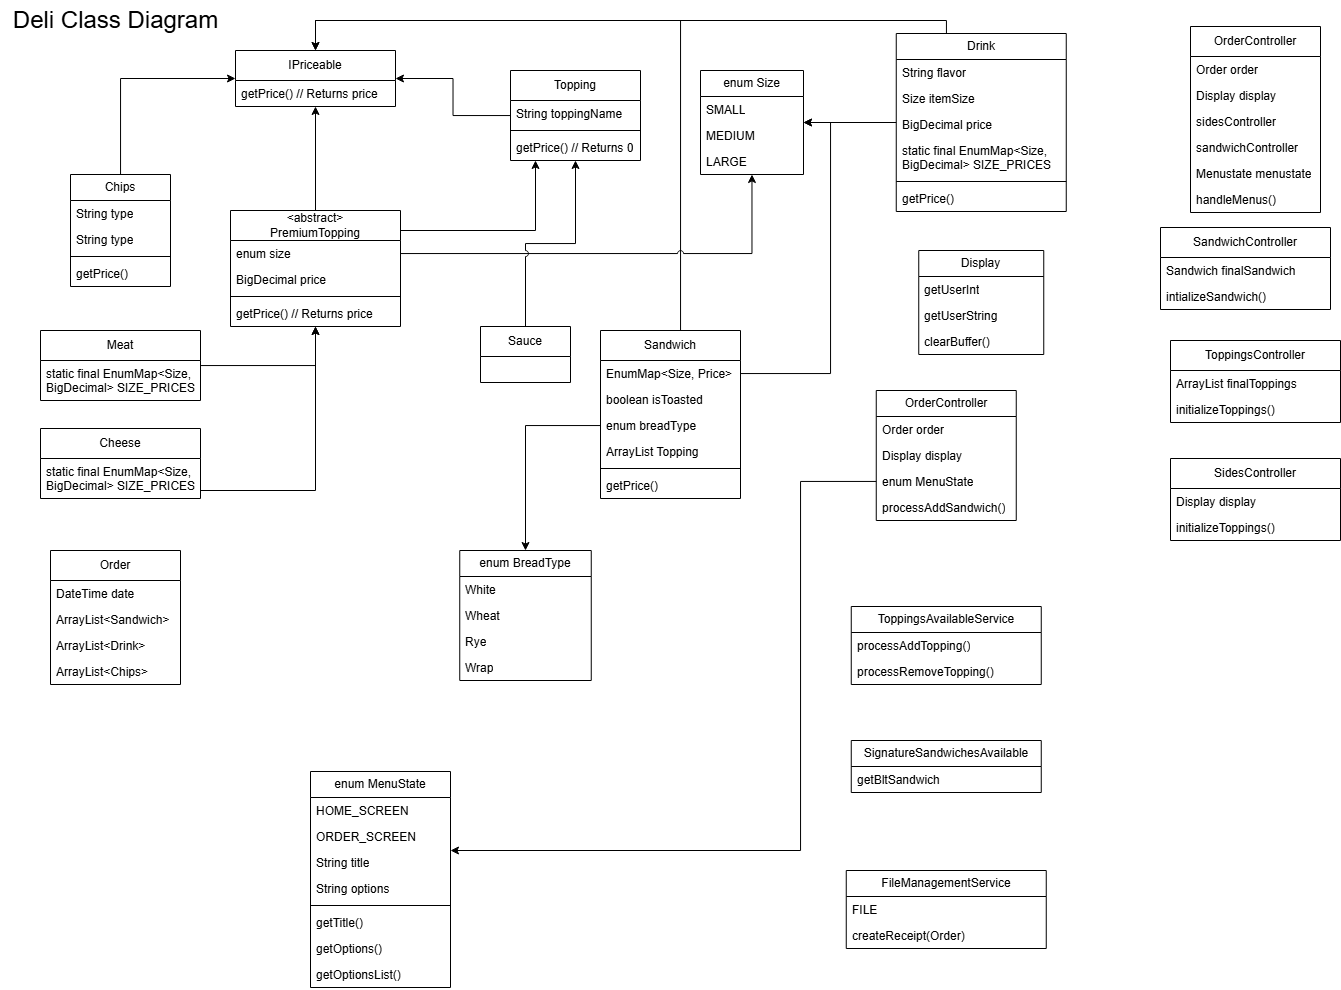 Deli Class Diagram
IPriceable
getPrice() // Returns price
Topping
String toppingName
getPrice() // Returns 0
enum Size
SMALL
MEDIUM
LARGE
Drink
String flavor
Size itemSize
BigDecimal price
static final EnumMap<Size,
BigDecimal> SIZE_PRICES
getPrice()
OrderController
Order order
Display display
sidesController
sandwichController
Menustate menustate
handleMenus()
Chips
String type
String type
getPrice()
<abstract>
PremiumTopping
enum size
BigDecimal price
getPrice() // Returns price
SandwichController
Sandwich finalSandwich
intializeSandwich()
Display
getUserInt
getUserString
clearBuffer()
Meat
static final EnumMap<Size,
BigDecimal> SIZE_PRICES
Sauce
Sandwich
EnumMap<Size, Price>
boolean isToasted
enum breadType
ArrayList Topping
getPrice()
ToppingsController
ArrayList finalToppings
initializeToppings()
OrderController
Order order
Display display
enum MenuState
processAddSandwich()
Cheese
static final EnumMap<Size,
BigDecimal> SIZE_PRICES
SidesController
Display display
initializeToppings()
Order
DateTime date
ArrayList<Sandwich>
ArrayList<Drink>
ArrayList<Chips>
enum BreadType
White
Wheat
Rye
Wrap
ToppingsAvailableService
processAddTopping()
processRemoveTopping()
SignatureSandwichesAvailable
getBltSandwich
enum MenuState
HOME_SCREEN
ORDER_SCREEN
String title
String options
getTitle()
getOptions()
getOptionsList()
FileManagementService
FILE
createReceipt(Order)